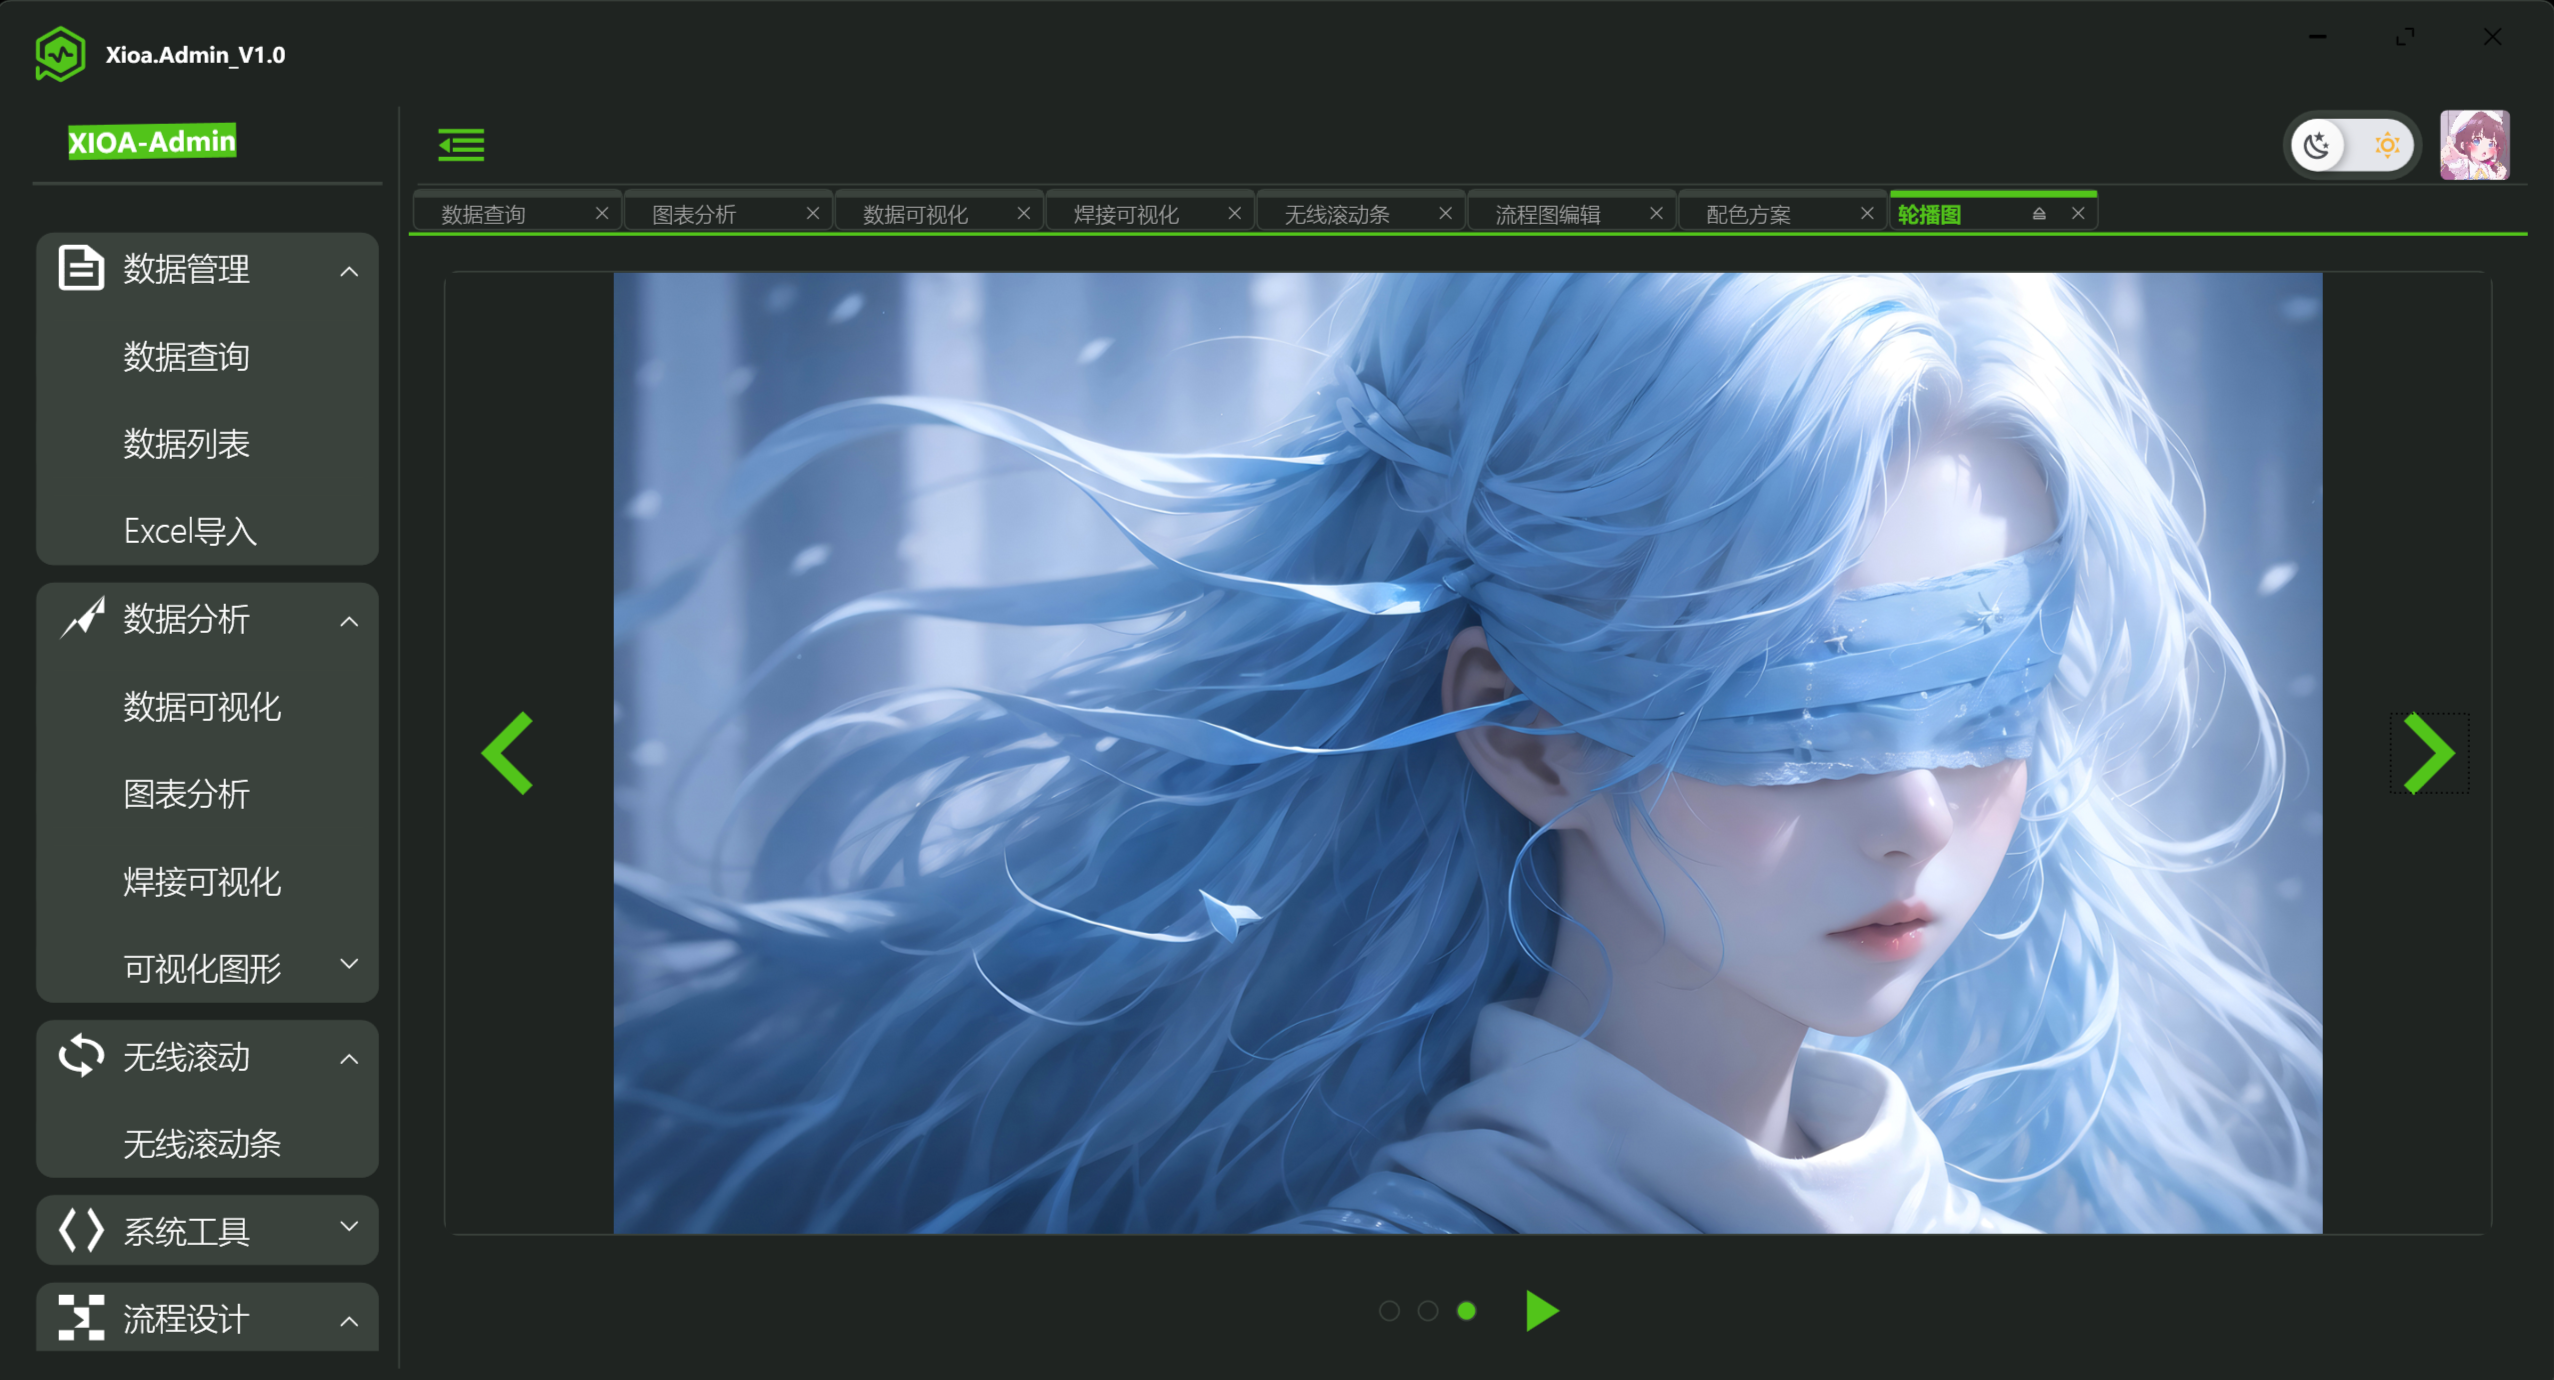 Xioa.Admin_V1.0
XIOA-Admin
数据查询
图表分析
数据可视化
焊接可视化
无线滚动条
流程图编辑
配色方案
轮播图
数据管理
数据查询
数据列表
Excel导入
数据分析
数据可视化
图表分析
焊接可视化
可视化图形
无线滚动
无线滚动条
系统工具
流程设计